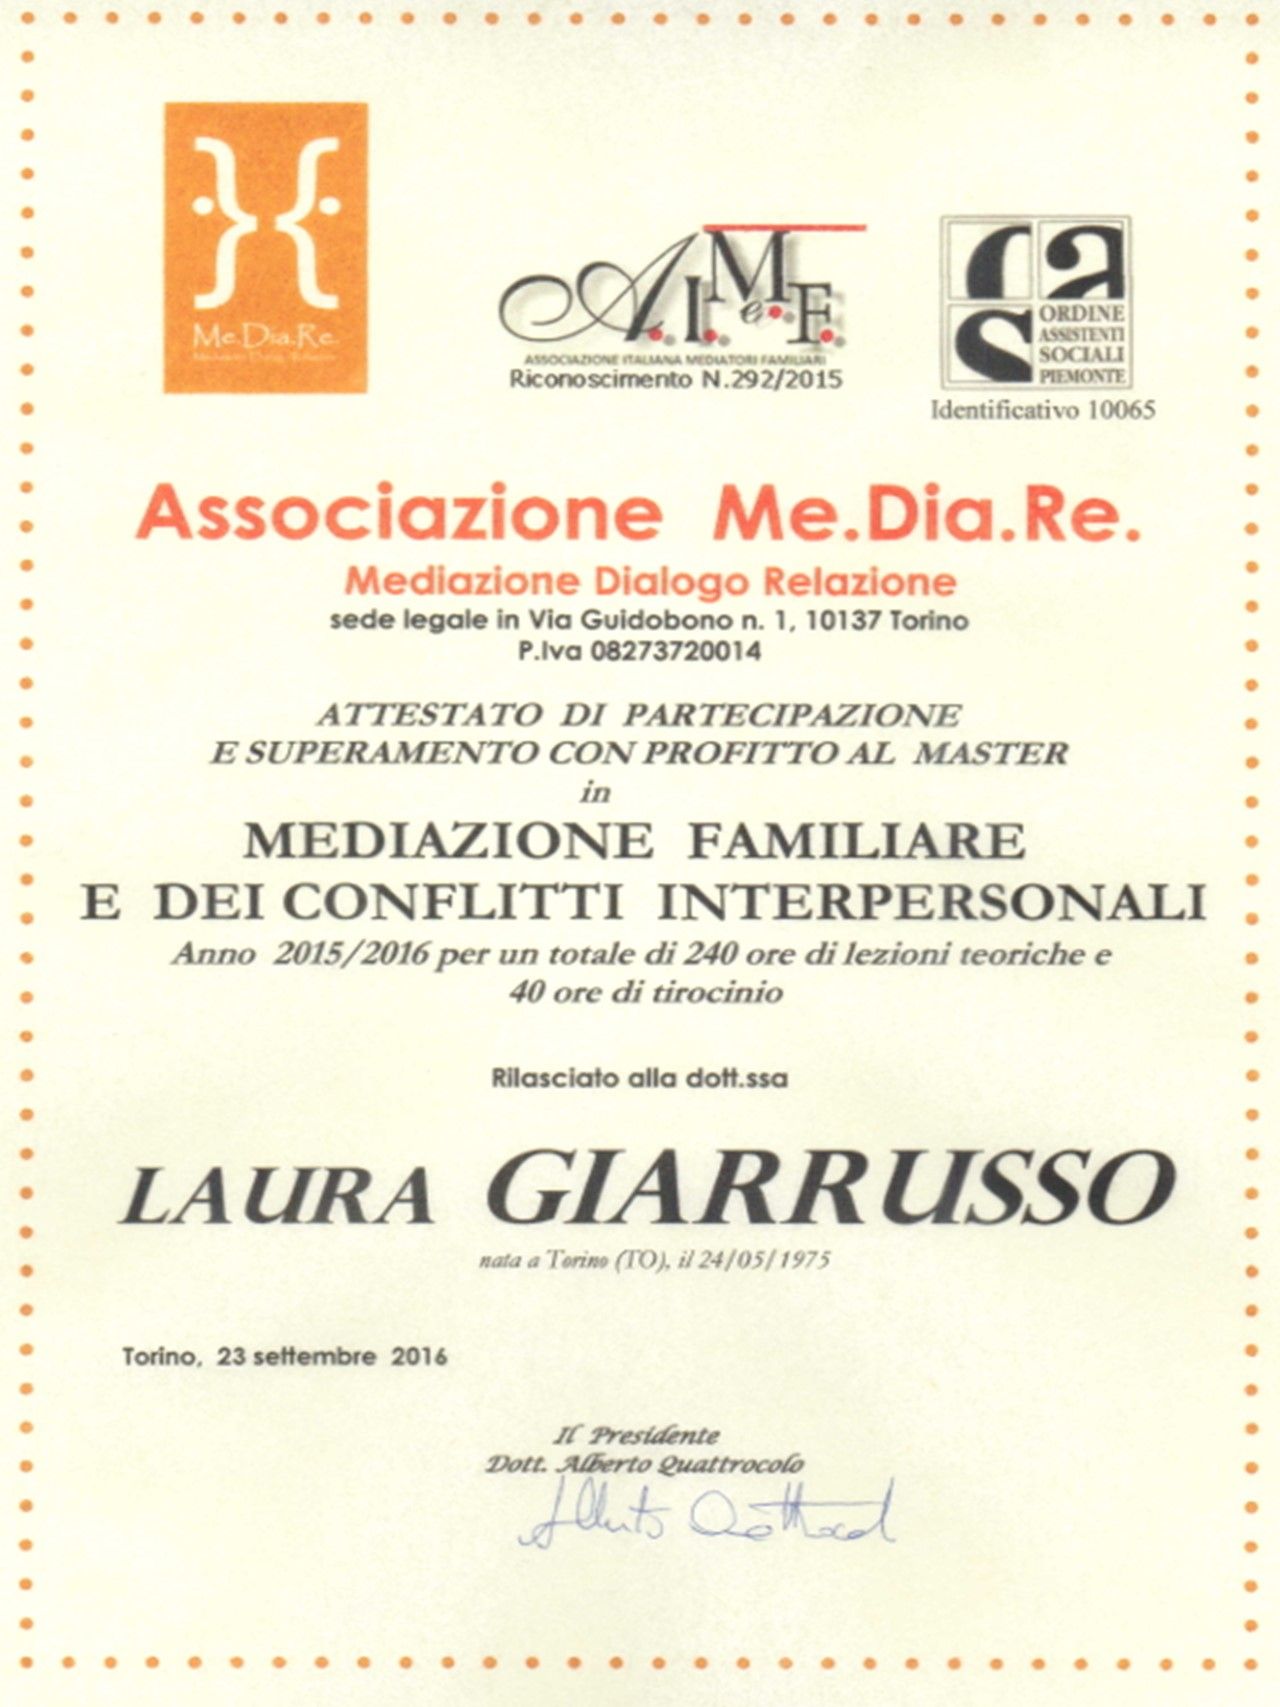 Me.Dia.Re.
A.I.Me.F.
ASSOCIAZIONE ITALIANA MEDIATORI FAMILIARI
Riconoscimento N.292/2015
cas
ORDINE
ASSISTENTI
SOCIALI
PIEMONTE
Identificativo 10065
Associazione Me.Dia.Re.
Mediazione Dialogo Relazione
sede legale in Via Guidobono n. 1, 10137 Torino
P.Iva 08273720014
ATTESTATO DI PARTECIPAZIONE
E SUPERAMENTO CON PROFITTO AL MASTER
in
MEDIAZIONE FAMILIARE
E DEI CONFLITTI INTERPERSONALI
Anno 2015/2016 per un totale di 240 ore di lezioni teoriche e
40 ore di tirocinio
Rilasciato alla dott.ssa
LAURA GIARRUSSO
nata a Torino (TO), il 24/05/1975
Torino, 23 settembre 2016
Il Presidente
Dott. Alberto Quattrocolo